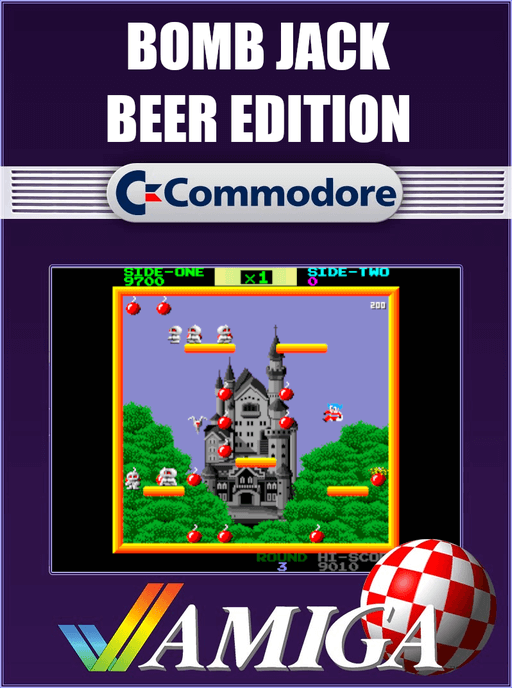 BOMB JACK
BEER EDITION
Commodore
SIDE-ONE ×1 SIDE-TWO
9700 0
200
ROUND HI-SCO
3 9010
AMIGA